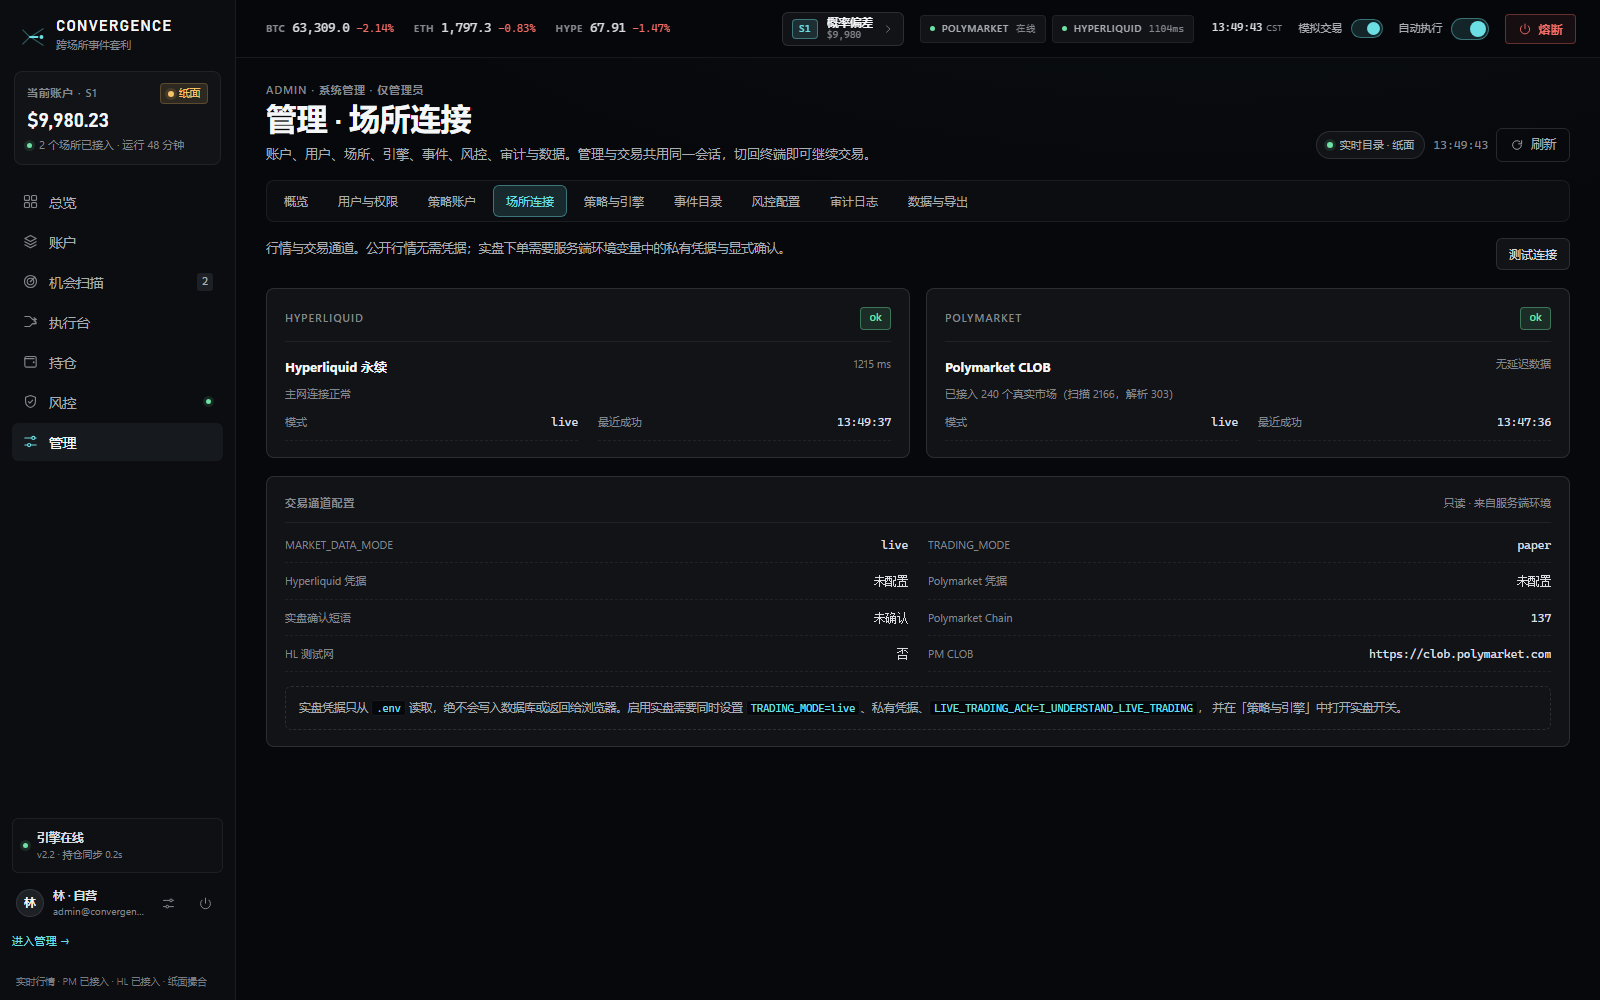 CONVERGENCE
跨场所事件套利
当前账户 · S1
纸面
$9,980.23
2 个场所已接入 · 运行 48 分钟
总览
账户
机会扫描
2
执行台
持仓
风控
管理
引擎在线
v2.2 · 持仓同步 0.2s
林
林 · 自营
admin@convergen...
进入管理 →
实时行情 · PM 已接入 · HL 已接入 · 纸面撮合
BTC 63,309.0 −2.14%
ETH 1,797.3 −0.83%
HYPE 67.91 −1.47%
S1
概率偏差
$9,980
POLYMARKET 在线
HYPERLIQUID 1104ms
13:49:43 CST
模拟交易
自动执行
熔断
ADMIN · 系统管理 · 仅管理员
管理 · 场所连接
账户、用户、场所、引擎、事件、风控、审计与数据。管理与交易共用同一会话，切回终端即可继续交易。
实时目录 · 纸面
13:49:43
刷新
概览
用户与权限
策略账户
场所连接
策略与引擎
事件目录
风控配置
审计日志
数据与导出
行情与交易通道。公开行情无需凭据；实盘下单需要服务端环境变量中的私有凭据与显式确认。
测试连接
HYPERLIQUID
ok
Hyperliquid 永续
1215 ms
主网连接正常
模式
live
最近成功
13:49:37
POLYMARKET
ok
Polymarket CLOB
无延迟数据
已接入 240 个真实市场（扫描 2166，解析 303）
模式
live
最近成功
13:47:36
交易通道配置
只读 · 来自服务端环境
MARKET_DATA_MODE
live
TRADING_MODE
paper
Hyperliquid 凭据
未配置
Polymarket 凭据
未配置
实盘确认短语
未确认
Polymarket Chain
137
HL 测试网
否
PM CLOB
https://clob.polymarket.com
实盘凭据只从 .env 读取，绝不会写入数据库或返回给浏览器。启用实盘需要同时设置 TRADING_MODE=live 、私有凭据、 LIVE_TRADING_ACK=I_UNDERSTAND_LIVE_TRADING ，并在「策略与引擎」中打开实盘开关。